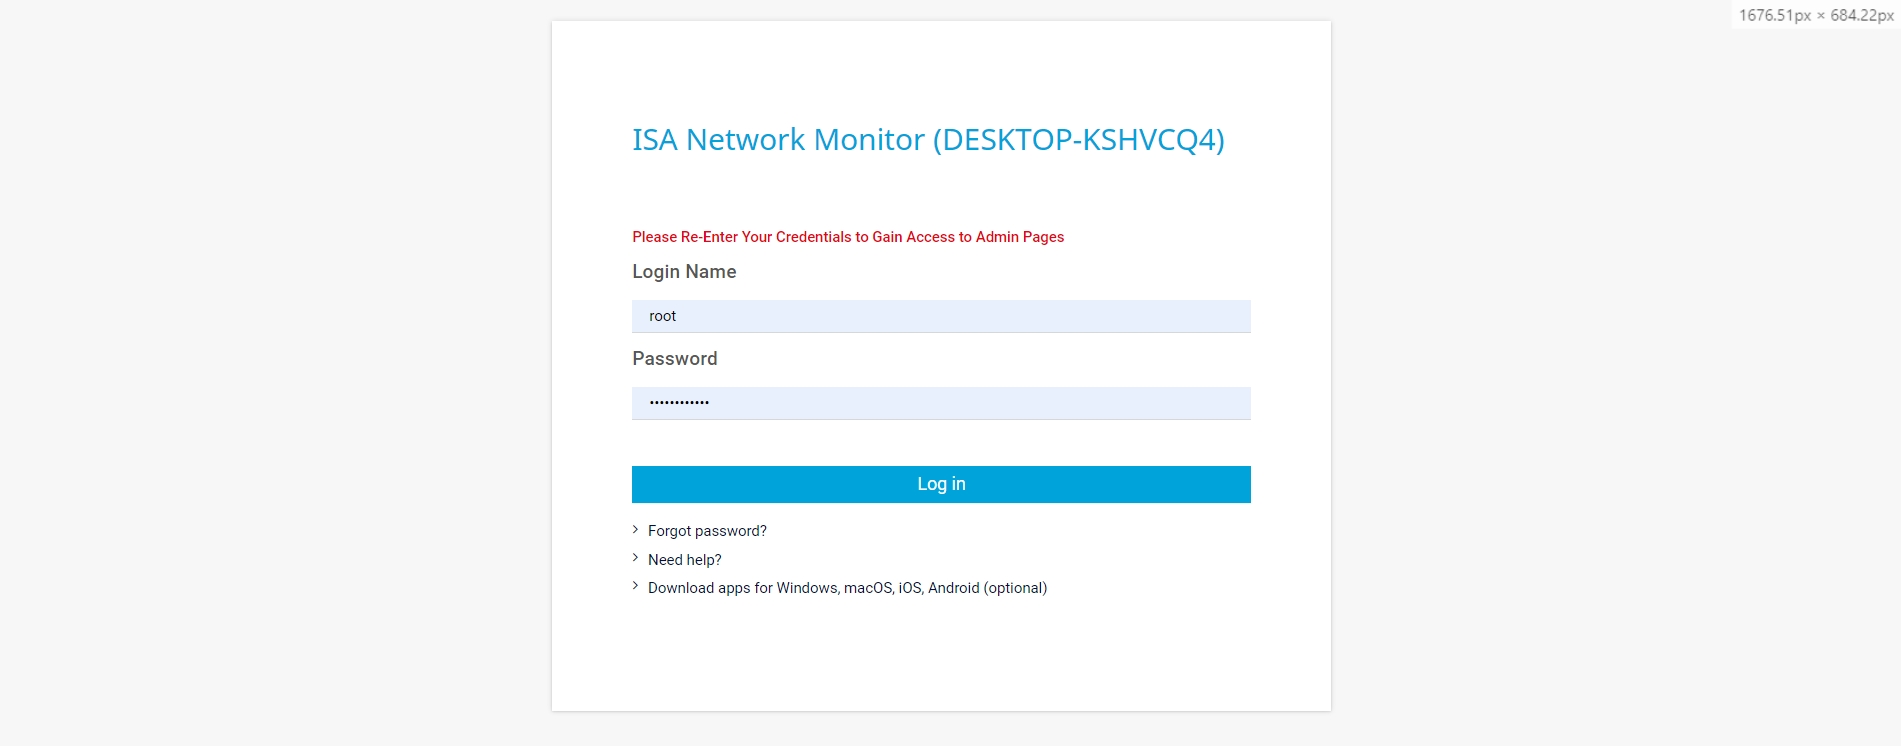 1676.51px × 684.22px
ISA Network Monitor (DESKTOP-KSHVCQ4)
Please Re-Enter Your Credentials to Gain Access to Admin Pages
Login Name
root
Password
••••••••••••
Log in
Forgot password?
Need help?
Download apps for Windows, macOS, iOS, Android (optional)